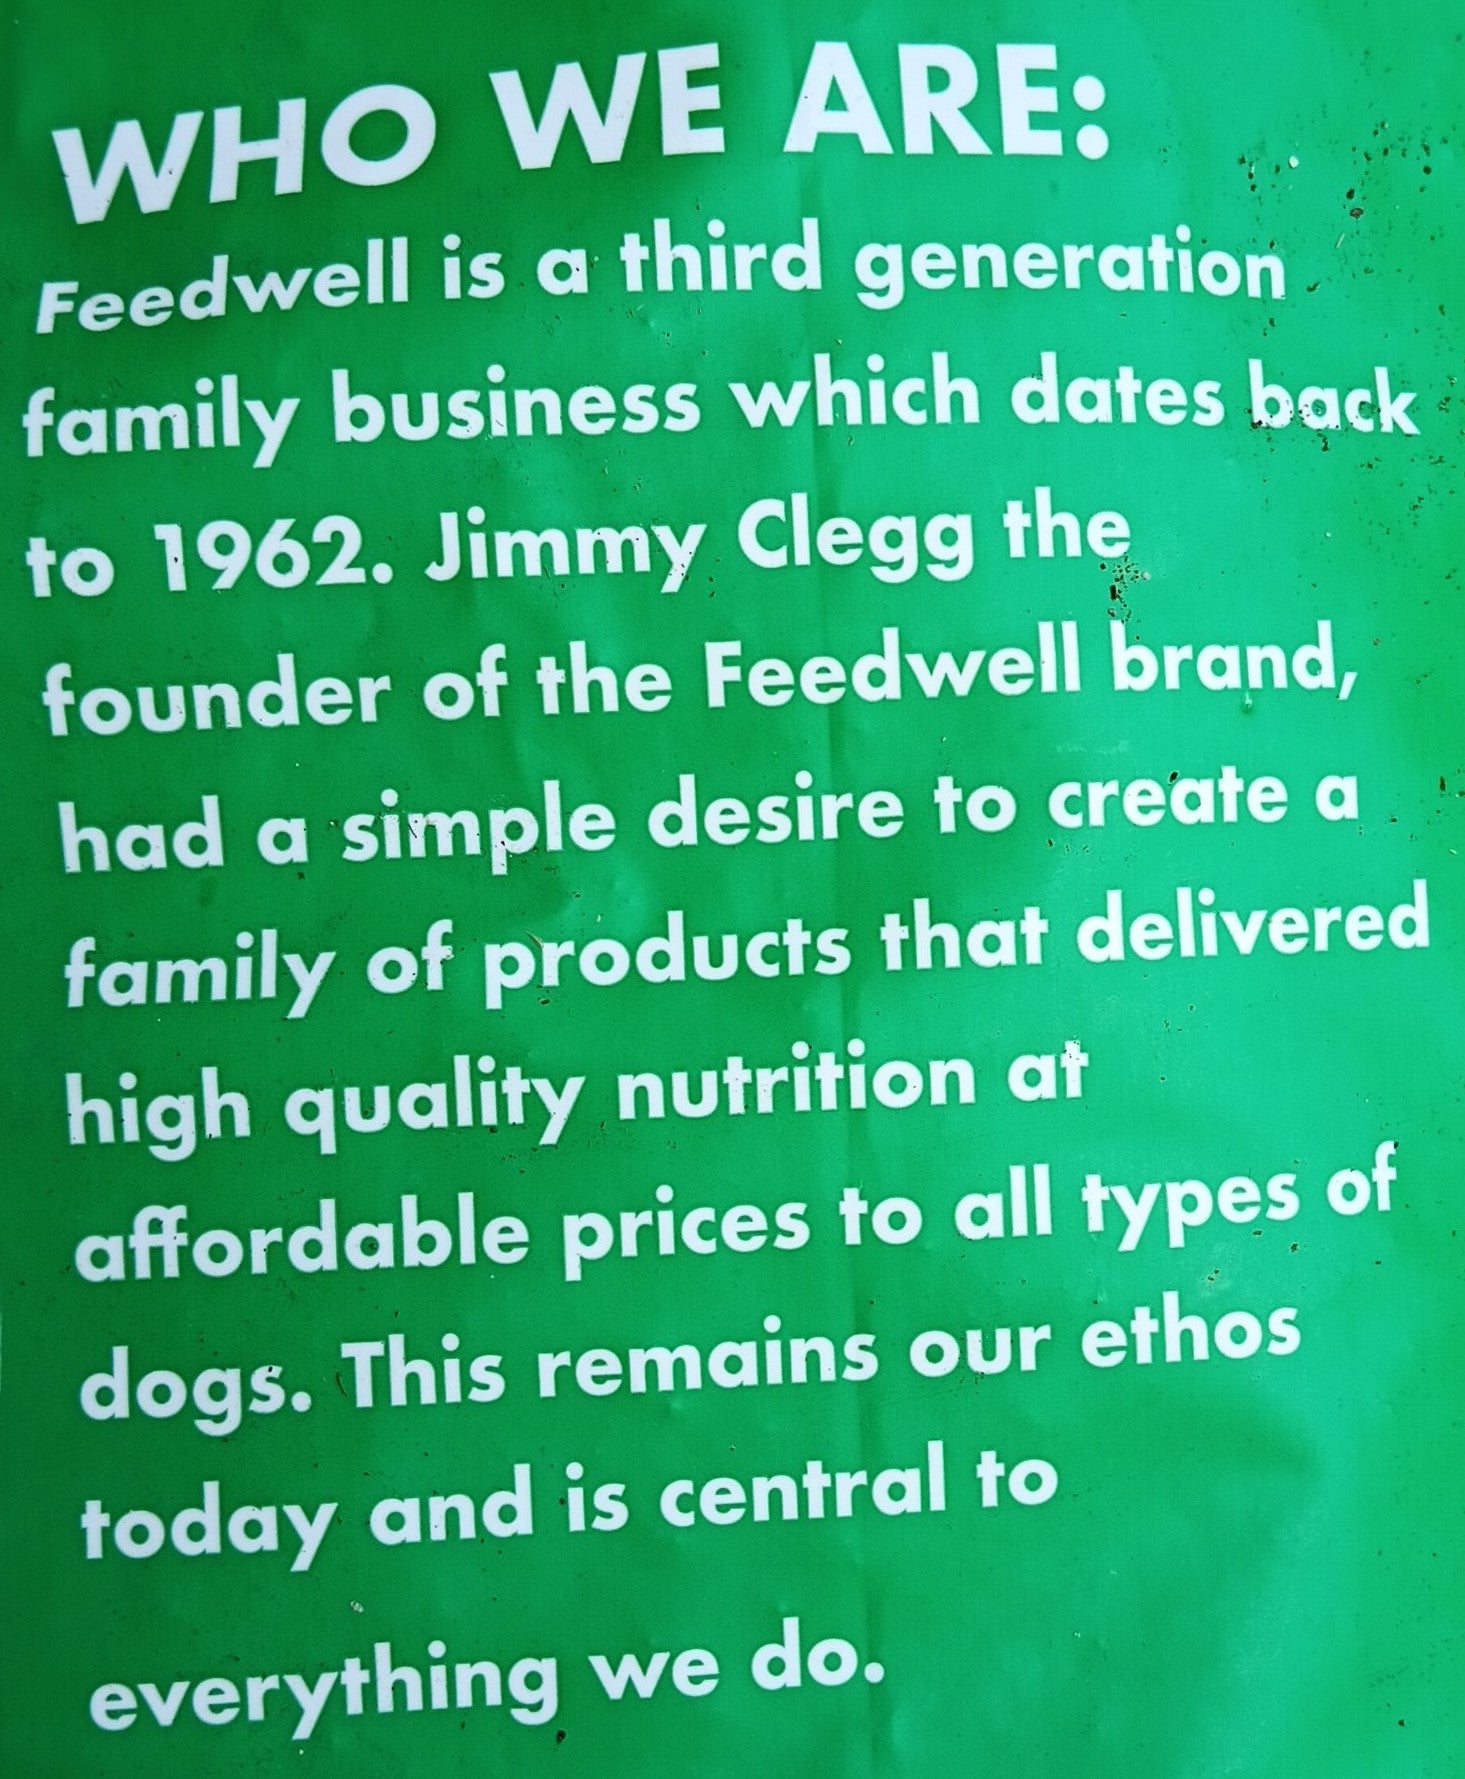 WHO WE ARE:
Feedwell is a third generation
family business which dates back
to 1962. Jimmy Clegg the
founder of the Feedwell brand,
had a simple desire to create a
family of products that delivered
high quality nutrition at
affordable prices to all types of
dogs. This remains our ethos
today and is central to
everything we do.